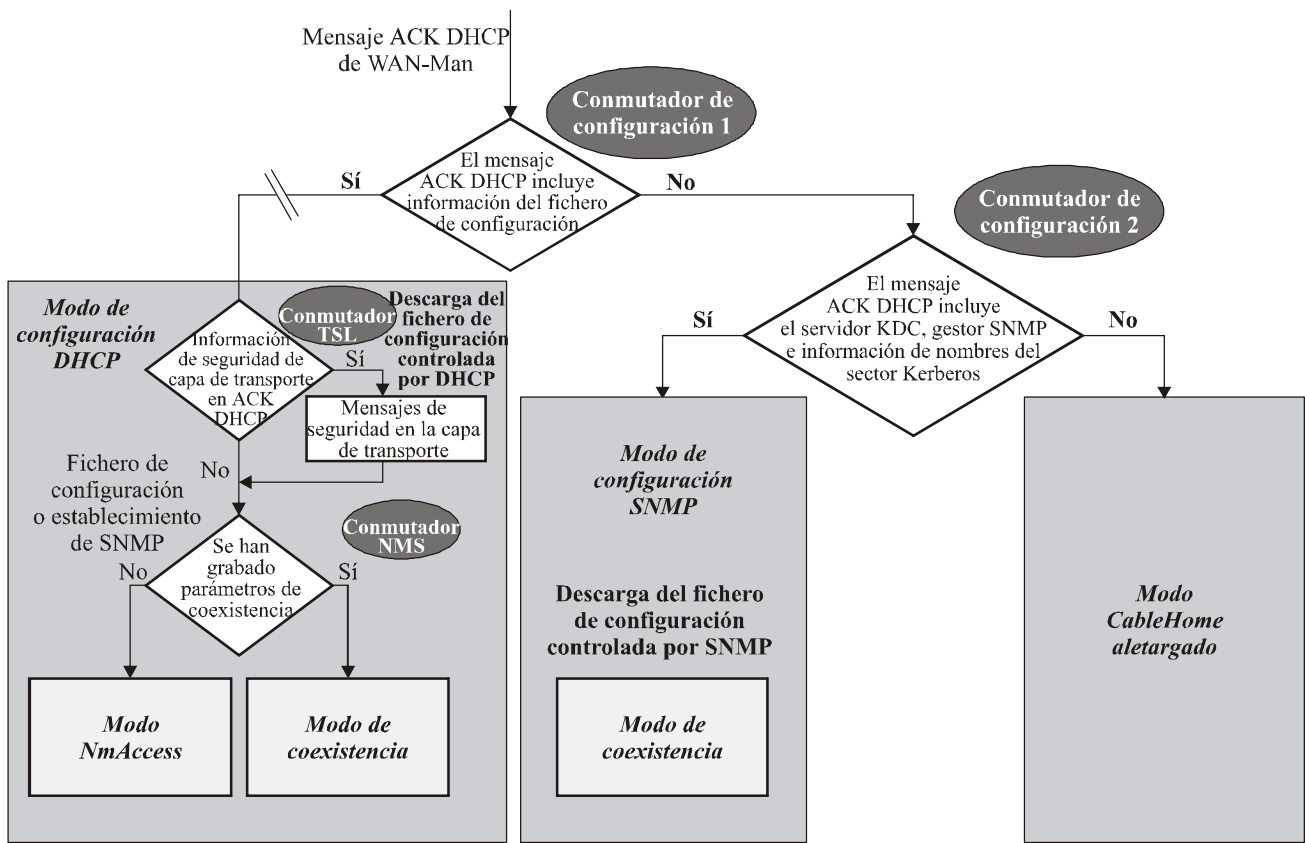 Mensaje ACK DHCP
de WAN-Man
Conmutador de
configuración 1
El mensaje
ACK DHCP incluye
información del fichero
de configuración
Sí
No
Conmutador de
configuración 2
El mensaje
ACK DHCP incluye
el servidor KDC, gestor SNMP
e información de nombres del
sector Kerberos
Sí
No
Modo de
configuración
DHCP
Conmutador
TSL
Descarga del
fichero de
configuración
controlada
por DHCP
Información
de seguridad de
capa de transporte
en ACK
DHCP
Sí
Mensajes de
seguridad en la capa
de transporte
No
Fichero de
configuración
o establecimiento
de SNMP
Conmutador
NMS
Se han
grabado
parámetros de
coexistencia
No
Sí
Modo
NmAccess
Modo de
coexistencia
Modo de
configuración
SNMP
Descarga del fichero
de configuración
controlada por SNMP
Modo de
coexistencia
Modo
CableHome
aletargado